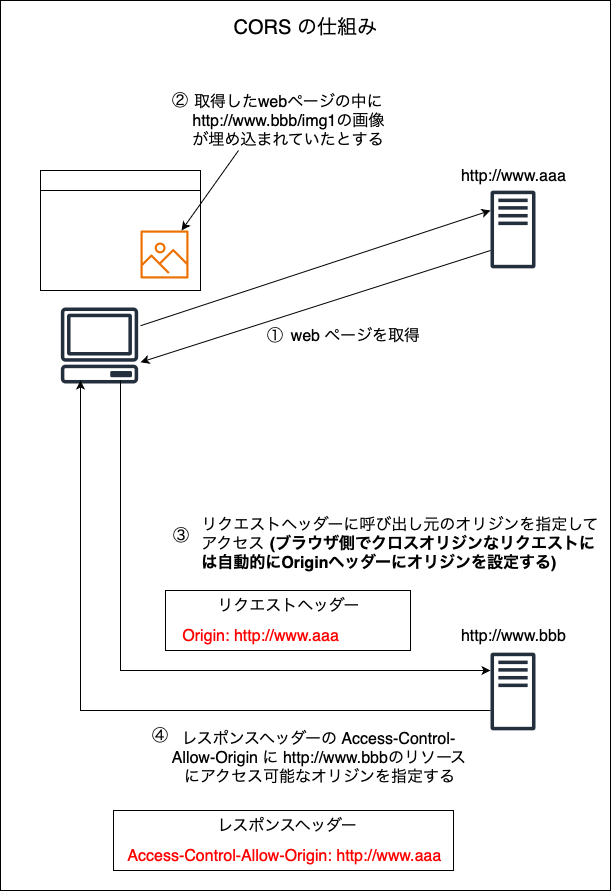 CORS の仕組み
② 取得したwebページの中に
http://www.bbb/img1の画像
が埋め込まれていたとする
http://www.aaa
① web ページを取得
リクエストヘッダーに呼び出し元のオリジンを指定して
③ アクセス (ブラウザ側でクロスオリジンなリクエストに
は自動的にOriginヘッダーにオリジンを設定する)
リクエストヘッダー
Origin: http://www.aaa
http://www.bbb
④ レスポンスヘッダーの Access-Control-
Allow-Origin に http://www.bbbのリソース
にアクセス可能なオリジンを指定する
レスポンスヘッダー
Access-Control-Allow-Origin: http://www.aaa